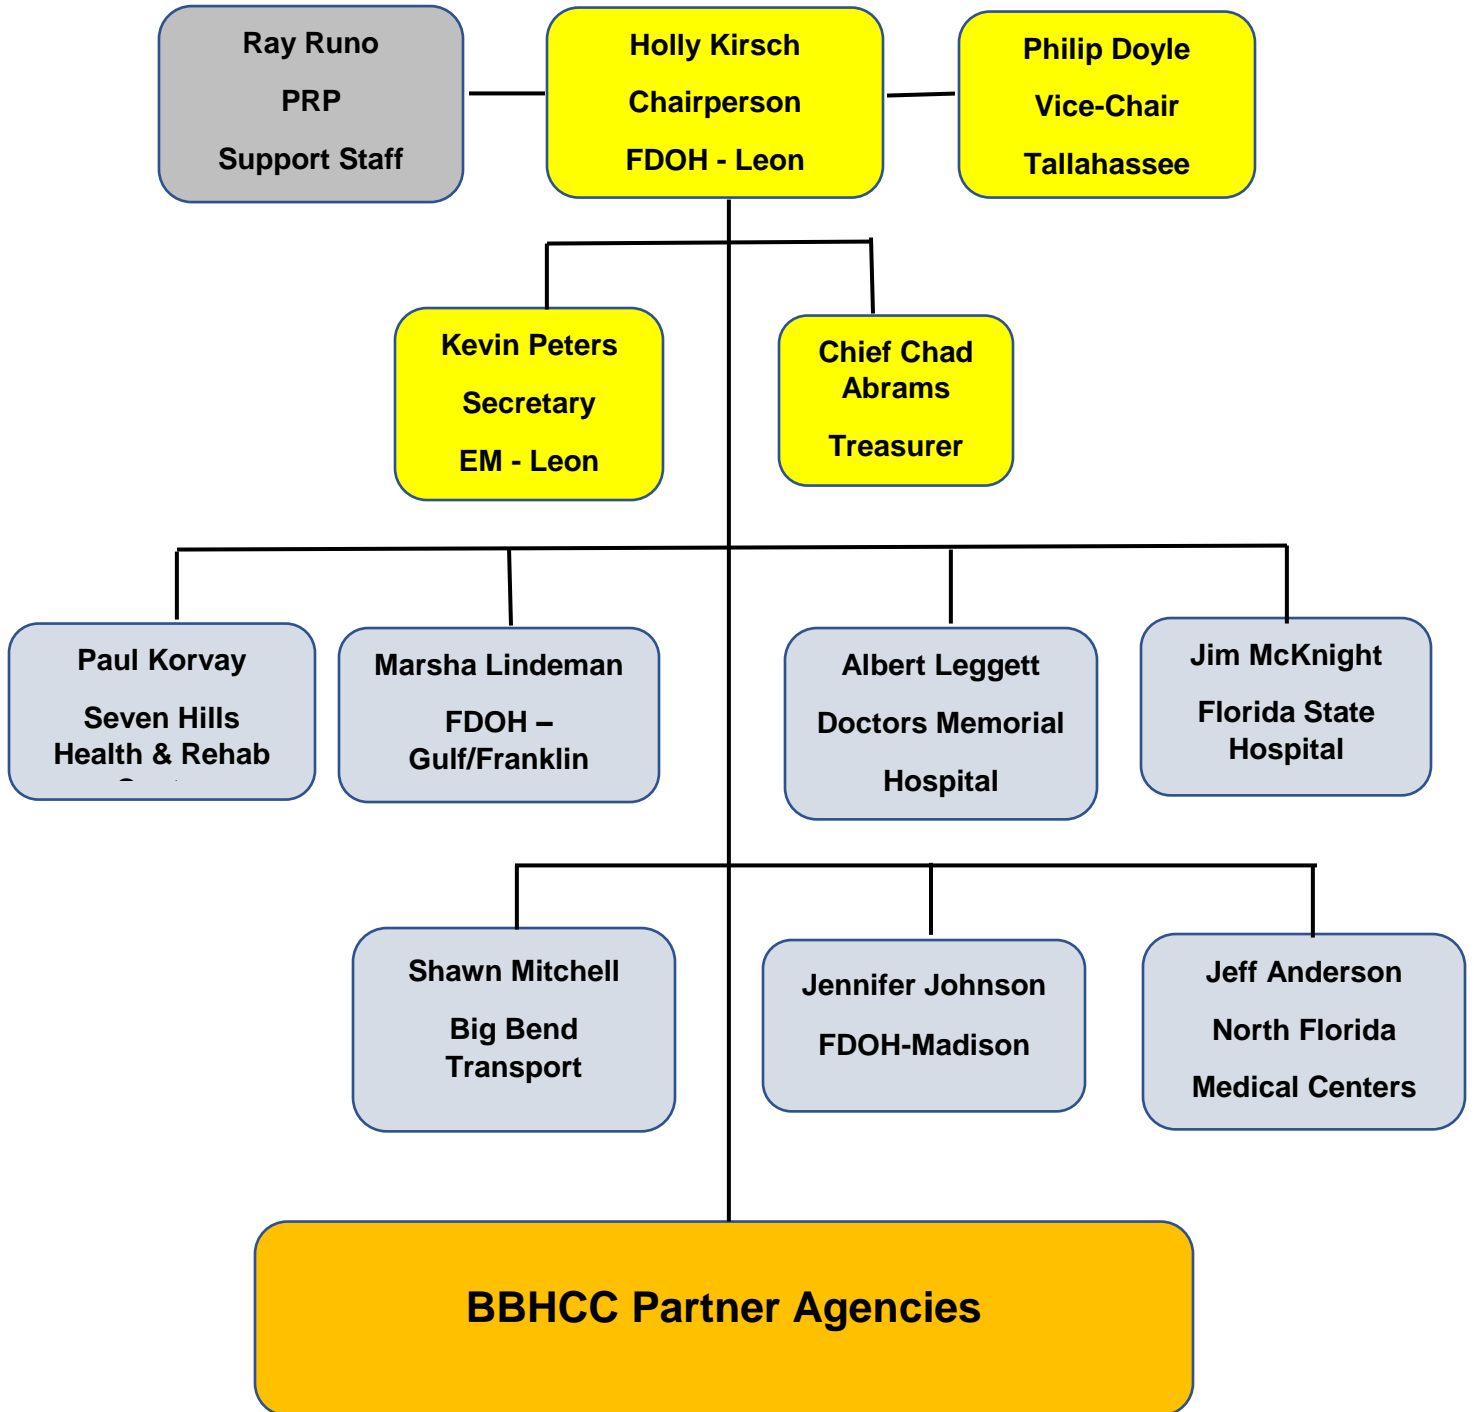 Ray Runo
PRP
Support Staff
Holly Kirsch
Chairperson
FDOH - Leon
Philip Doyle
Vice-Chair
Tallahassee
Kevin Peters
Secretary
EM - Leon
Chief Chad
Abrams
Treasurer
Paul Korvay
Seven Hills
Health & Rehab
Marsha Lindeman
FDOH –
Gulf/Franklin
Albert Leggett
Doctors Memorial
Hospital
Jim McKnight
Florida State
Hospital
Shawn Mitchell
Big Bend
Transport
Jennifer Johnson
FDOH-Madison
Jeff Anderson
North Florida
Medical Centers
BBHCC Partner Agencies